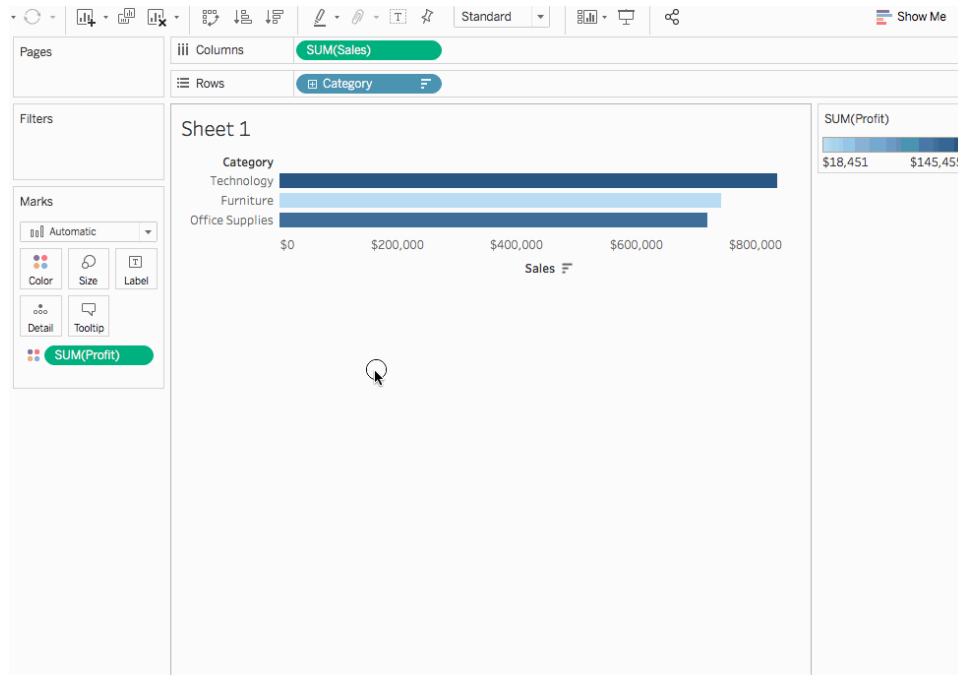 Standard
Show Me
Pages
Columns
SUM(Sales)
Rows
Category
Filters
Sheet 1
SUM(Profit)
$18,451
$145,455
Category
Technology
Furniture
Office Supplies
$0
$200,000
$400,000
$600,000
$800,000
Sales
Marks
Automatic
Color
Size
T
Label
Detail
Tooltip
SUM(Profit)